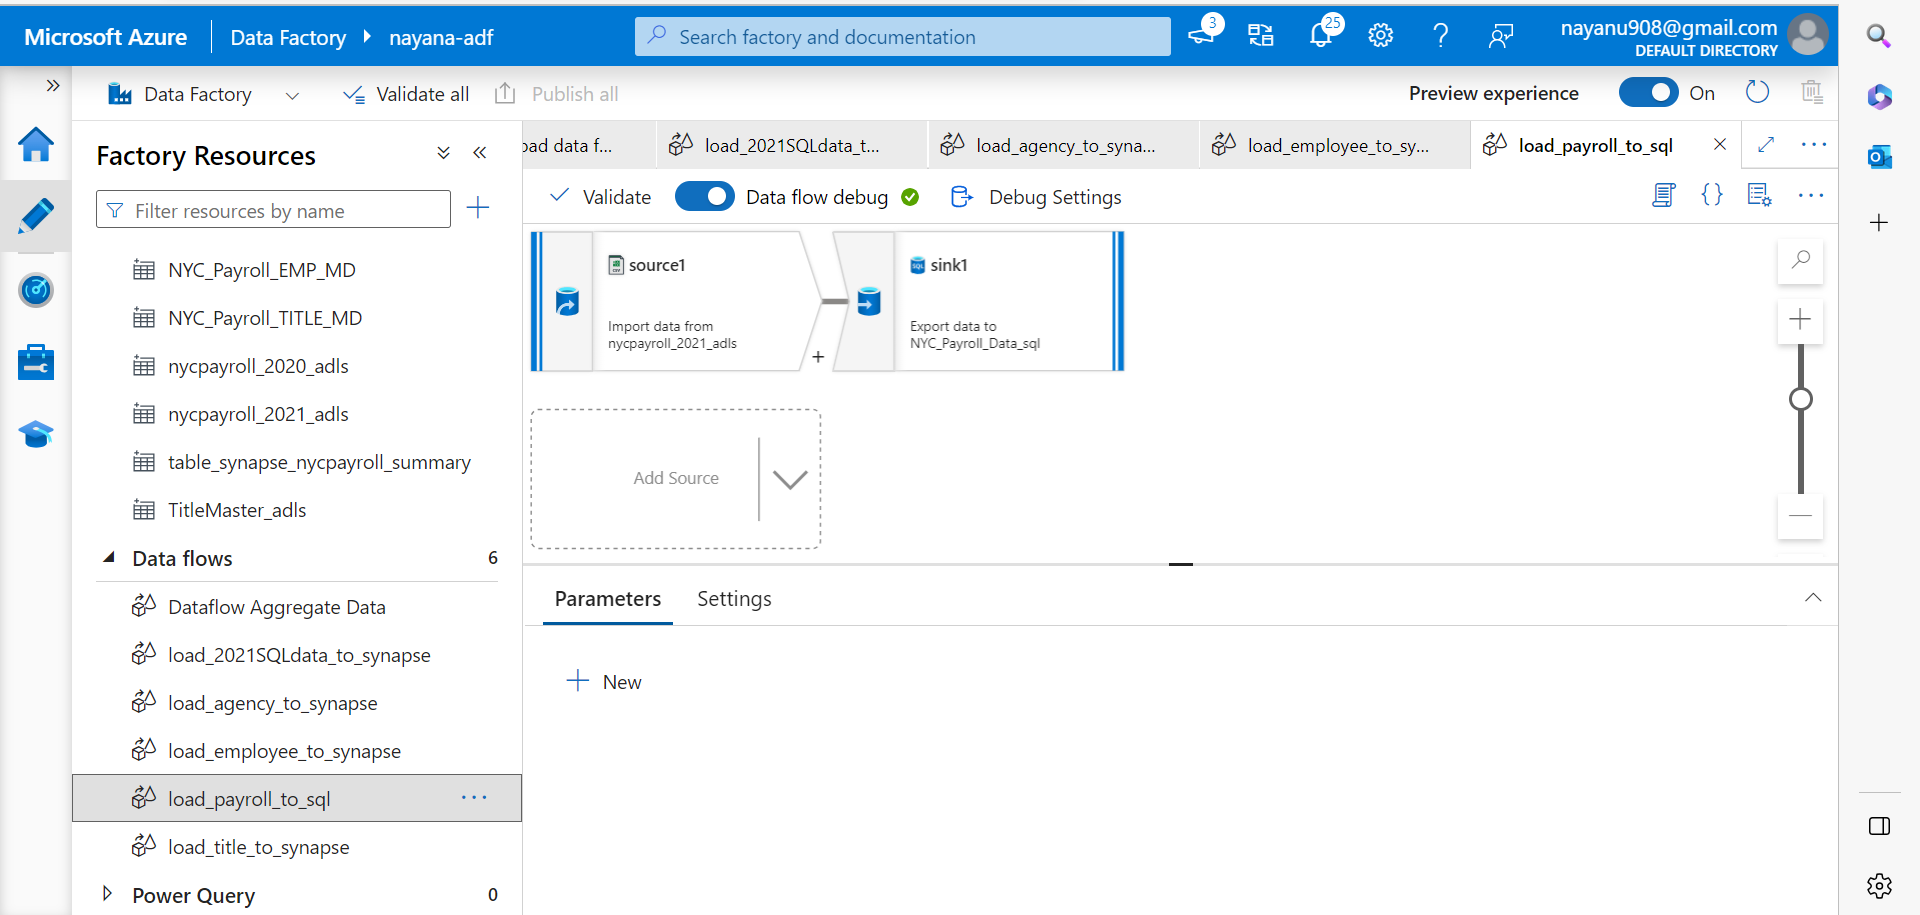 Microsoft Azure
Data Factory
nayana-adf
Search factory and documentation
3
25
nayanu908@gmail.com
DEFAULT DIRECTORY
Data Factory
Validate all
Publish all
Preview experience
On
Factory Resources
Filter resources by name
NYC_Payroll_EMP_MD
NYC_Payroll_TITLE_MD
nycpayroll_2020_adls
nycpayroll_2021_adls
table_synapse_nycpayroll_summary
TitleMaster_adls
Data flows
6
Dataflow Aggregate Data
load_2021SQLdata_to_synapse
load_agency_to_synapse
load_employee_to_synapse
load_payroll_to_sql
load_title_to_synapse
Power Query
0
oad data f...
load_2021SQLdata_t...
load_agency_to_syna...
load_employee_to_sy...
load_payroll_to_sql
Validate
Data flow debug
Debug Settings
source1
Import data from
nycpayroll_2021_adls
sink1
Export data to
NYC_Payroll_Data_sql
Add Source
Parameters
Settings
New